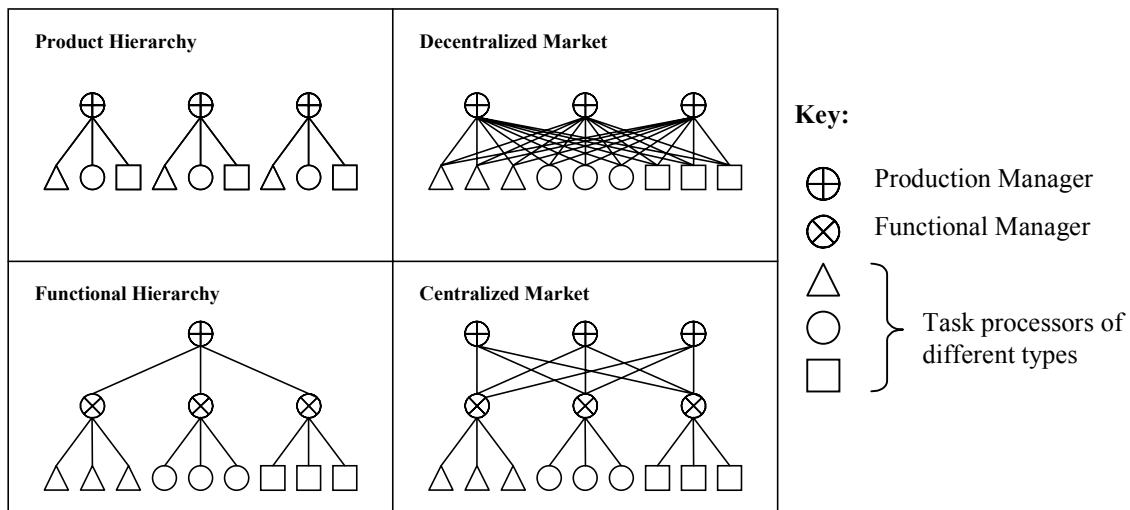 Product Hierarchy
Decentralized Market
Functional Hierarchy
Centralized Market
Key:
Production Manager
Functional Manager
Task processors of
different types